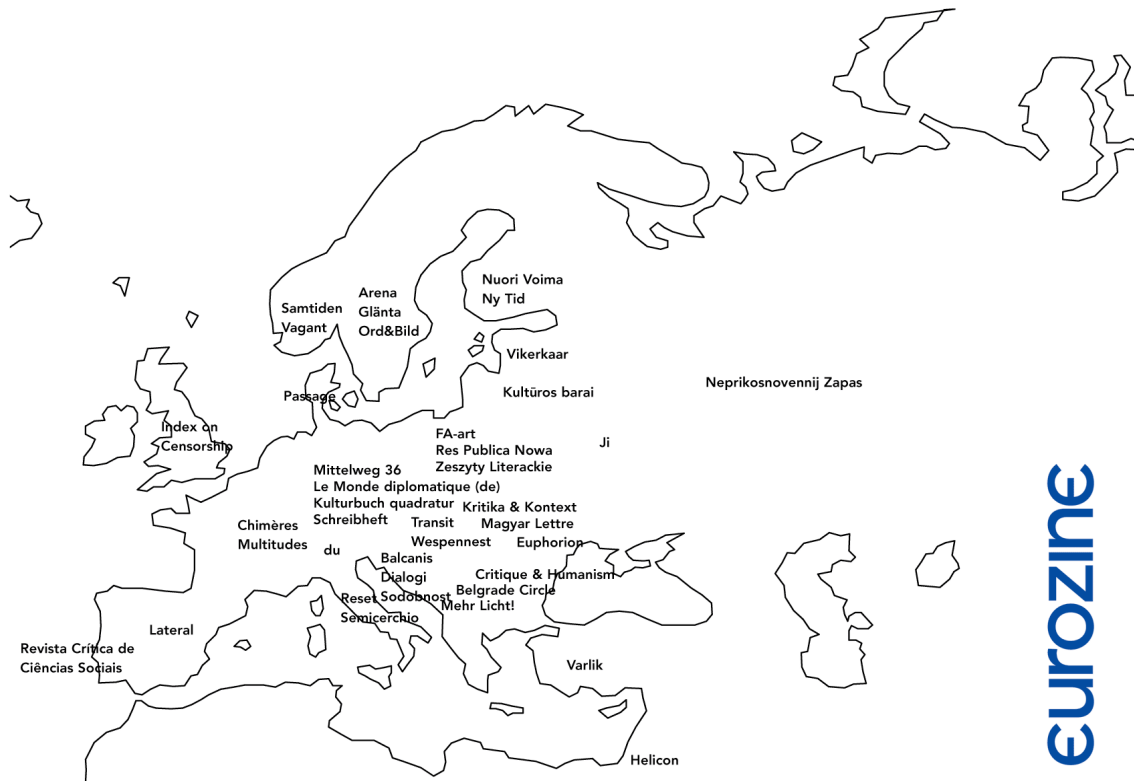 Nuori Voima
Ny Tid
Arena
Glänta
Ord&Bild
Samtiden
Vagant
Vikerkaar
Neprikosnovennij Zapas
Kultūros barai
Passage
Index on
Censorship
FA-art
Res Publica Nowa
Zeszyty Literackie
Ji
Mittelweg 36
Le Monde diplomatique (de)
Kulturbuch quadratur
Schreibheft
Kritika & Kontext
Magyar Lettre
Euphorion
Transit
Wespennest
Chimères
Multitudes
du
Balcanis
Dialogi
Sodobnost
Critique & Humanism
Belgrade Circle
Mehr Licht!
Reset
Semicerchio
Lateral
Revista Crítica de
Ciências Sociais
Varlik
Helicon
eurozine